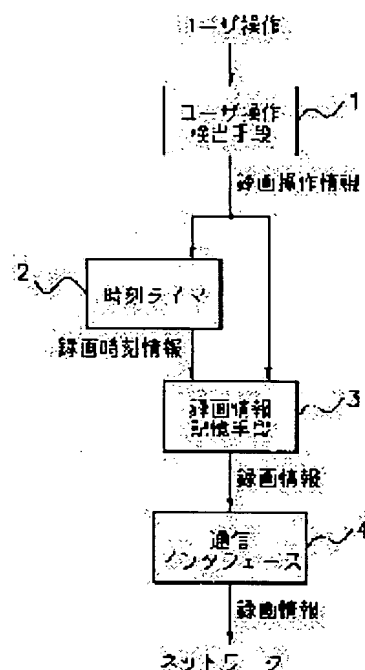 ユーザ操作
ユーザ操作
検出手段
1
録画操作情報
2
時刻タイマ
録画時刻情報
録画情報
記憶手段
3
録画情報
通信
インタフェース
4
録画情報
ネットワーク